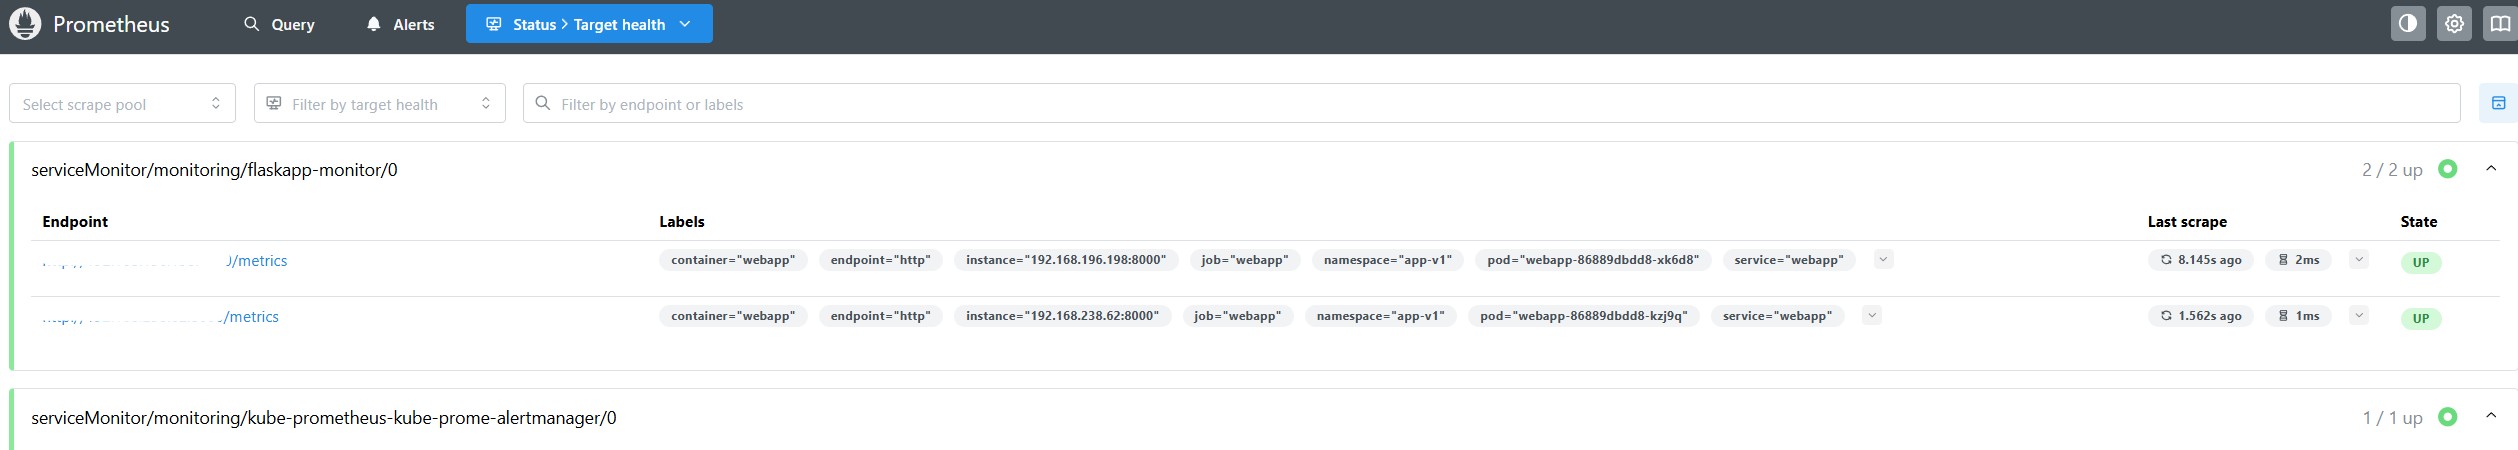 Prometheus Query Alerts Status > Target health
Select scrape pool Filter by target health Filter by endpoint or labels
serviceMonitor/monitoring/flaskapp-monitor/0 2 / 2 up
Endpoint Labels Last scrape State
/metrics container="webapp" endpoint="http" instance="192.168.196.198:8000" job="webapp" namespace="app-v1" pod="webapp-86889dbdd8-xk6d8" service="webapp" 8.145s ago 2ms UP
/metrics container="webapp" endpoint="http" instance="192.168.238.62:8000" job="webapp" namespace="app-v1" pod="webapp-86889dbdd8-kzj9q" service="webapp" 1.562s ago 1ms UP
serviceMonitor/monitoring/kube-prometheus-kube-prome-alertmanager/0 1 / 1 up